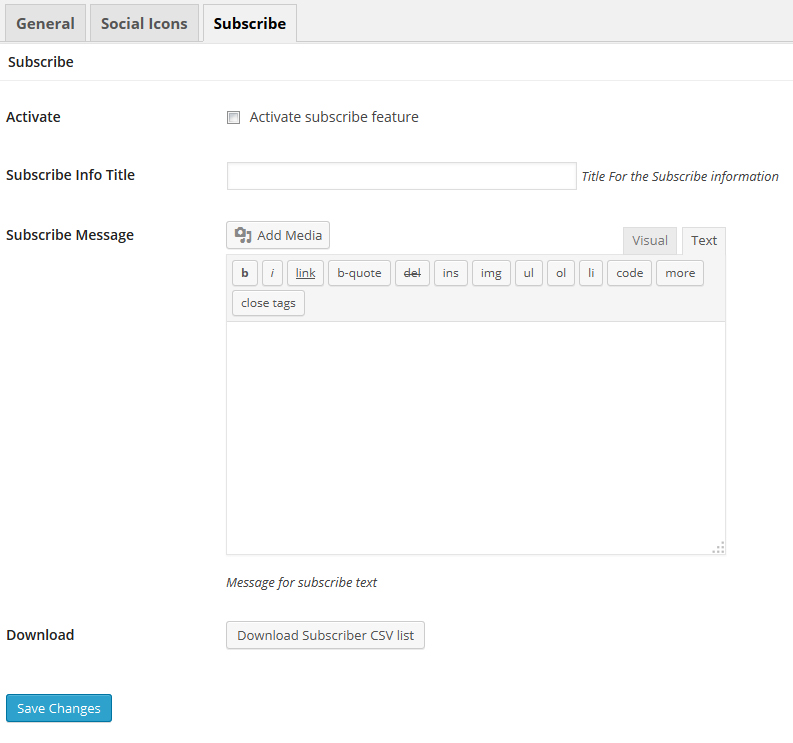 General Social Icons Subscribe
Subscribe
Activate Activate subscribe feature
Subscribe Info Title Title For the Subscribe information
Subscribe Message Add Media Visual Text
b i link b-quote del ins img ul ol li code more
close tags
Message for subscribe text
Download Download Subscriber CSV list
Save Changes